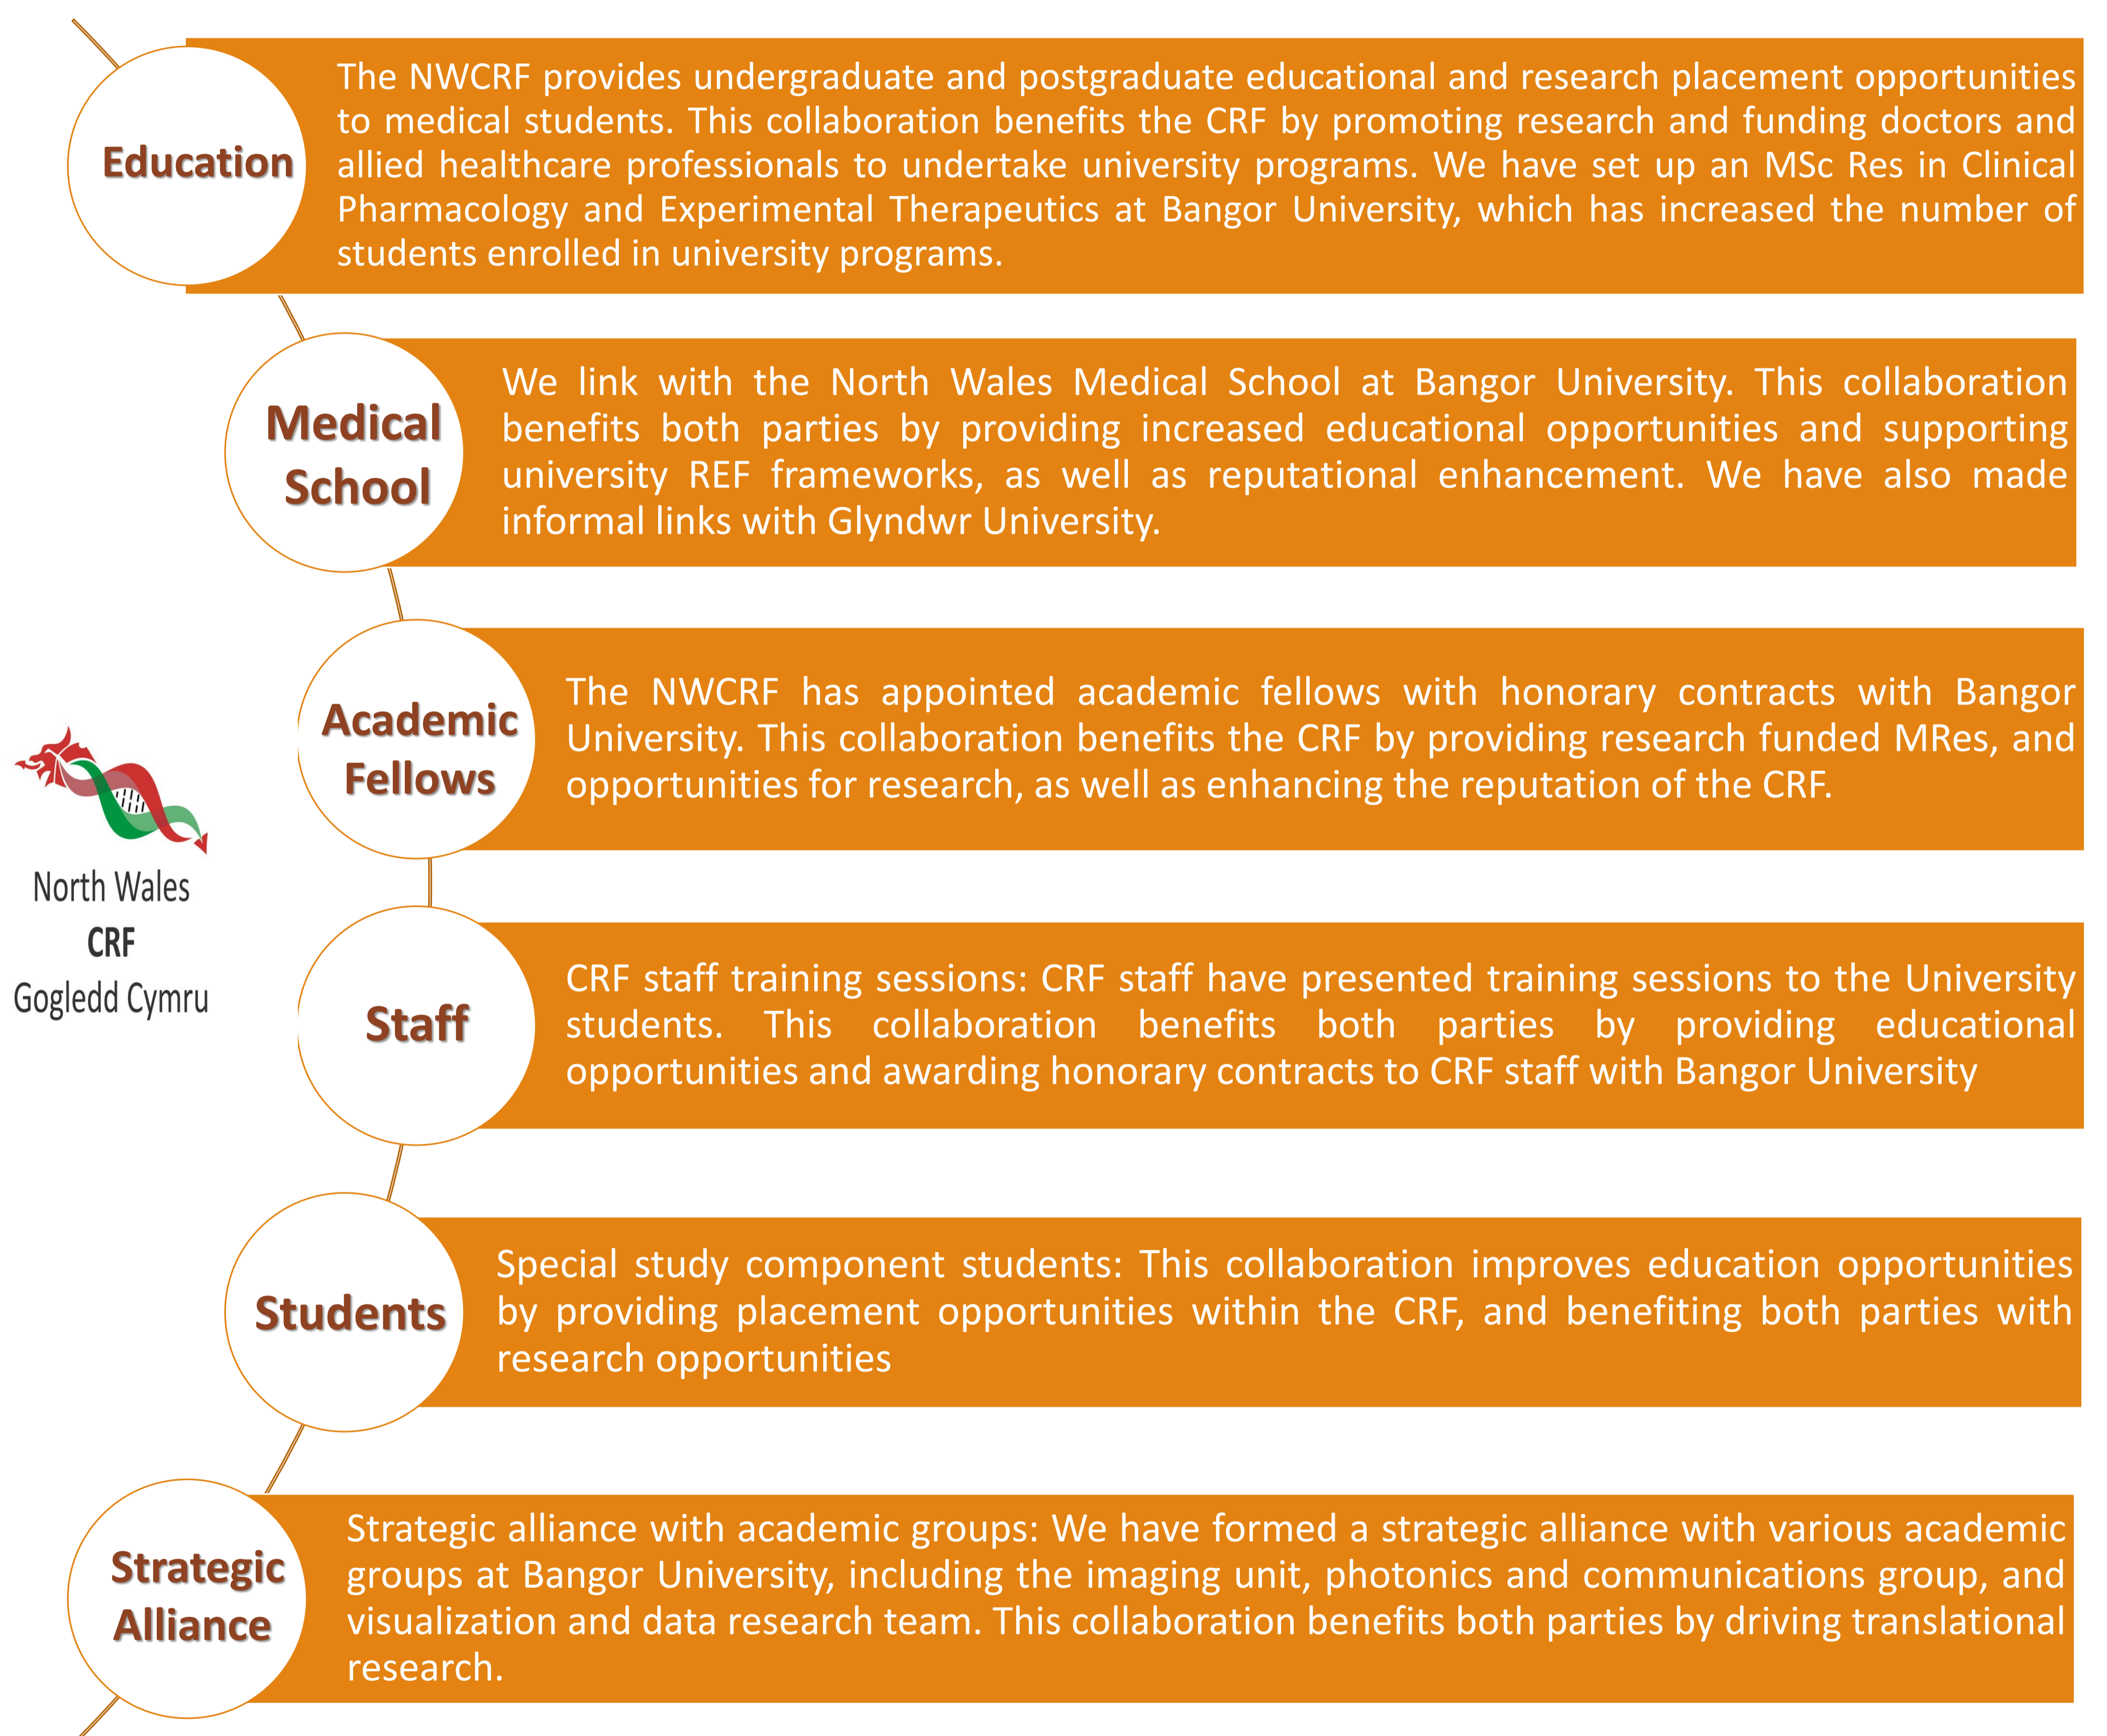 Education
The NWCRF provides undergraduate and postgraduate educational and research placement opportunities
to medical students. This collaboration benefits the CRF by promoting research and funding doctors and
allied healthcare professionals to undertake university programs. We have set up an MSc Res in Clinical
Pharmacology and Experimental Therapeutics at Bangor University, which has increased the number of
students enrolled in university programs.
Medical
School
We link with the North Wales Medical School at Bangor University. This collaboration
benefits both parties by providing increased educational opportunities and supporting
university REF frameworks, as well as reputational enhancement. We have also made
informal links with Glyndwr University.
Academic
Fellows
The NWCRF has appointed academic fellows with honorary contracts with Bangor
University. This collaboration benefits the CRF by providing research funded MRes, and
opportunities for research, as well as enhancing the reputation of the CRF.
North Wales
CRF
Gogledd Cymru
Staff
CRF staff training sessions: CRF staff have presented training sessions to the University
students. This collaboration benefits both parties by providing educational
opportunities and awarding honorary contracts to CRF staff with Bangor University
Students
Special study component students: This collaboration improves education opportunities
by providing placement opportunities within the CRF, and benefiting both parties with
research opportunities
Strategic
Alliance
Strategic alliance with academic groups: We have formed a strategic alliance with various academic
groups at Bangor University, including the imaging unit, photonics and communications group, and
visualization and data research team. This collaboration benefits both parties by driving translational
research.